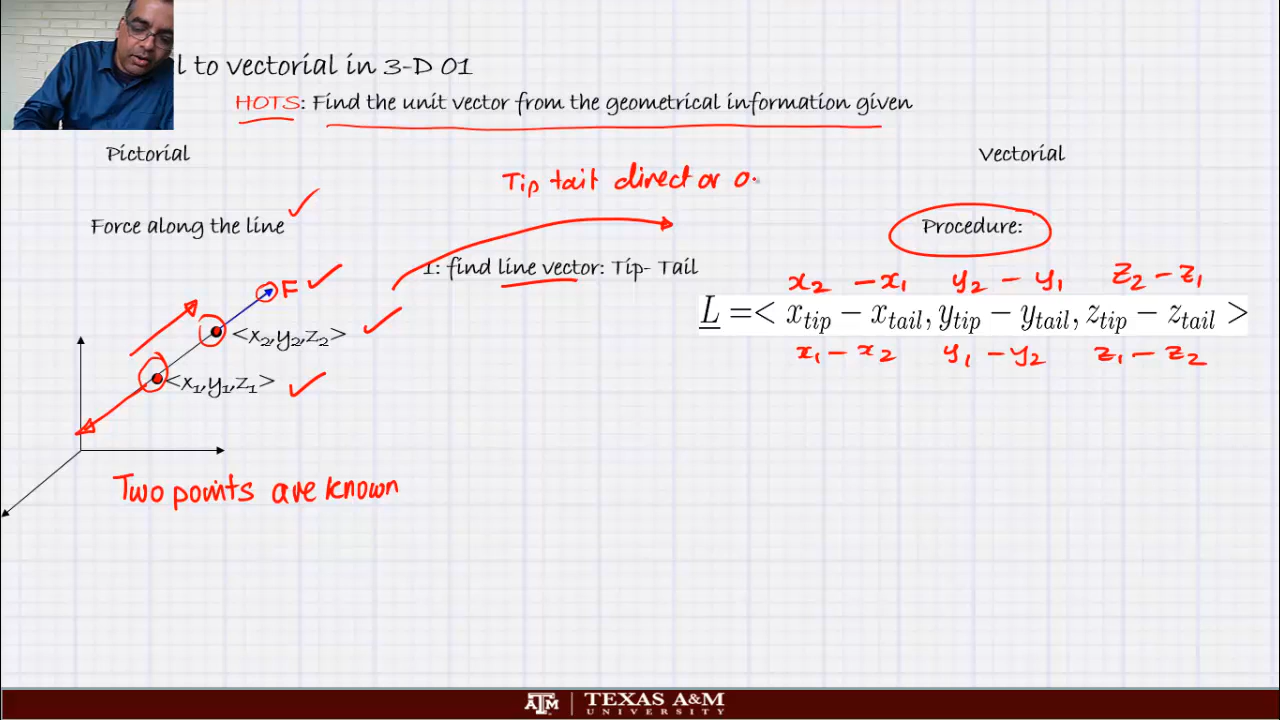 l to vectorial in 3-D 01
HOTS: Find the unit vector from the geometrical information given
Pictorial
Vectorial
Tip tail direct or o.
Force along the line
Procedure:
1: find line vector: Tip- Tail
F
x2 - x1 y2 - y1 z2 - z1
L =< xtip − xtail, ytip − ytail, ztip − ztail >
x1 - x2 y1 - y2 z1 - z2
<x2,y2,z2>
<x1,y1,z1>
Two points are known
ATM | TEXAS A&M
UNIVERSITY